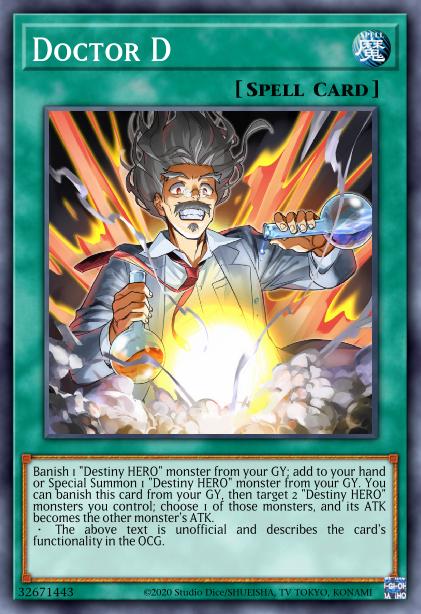 DOCTOR D
SPELL
魔
[ SPELL CARD ]
Banish 1 "Destiny HERO" monster from your GY; add to your hand
or Special Summon 1 "Destiny HERO" monster from your GY. You
can banish this card from your GY, then target 2 "Destiny HERO"
monsters you control; choose 1 of those monsters, and its ATK
becomes the other monster's ATK.
· The above text is unofficial and describes the card's
functionality in the OCG.
32671443 ©2020 Studio Dice/SHUEISHA, TV TOKYO, KONAMI